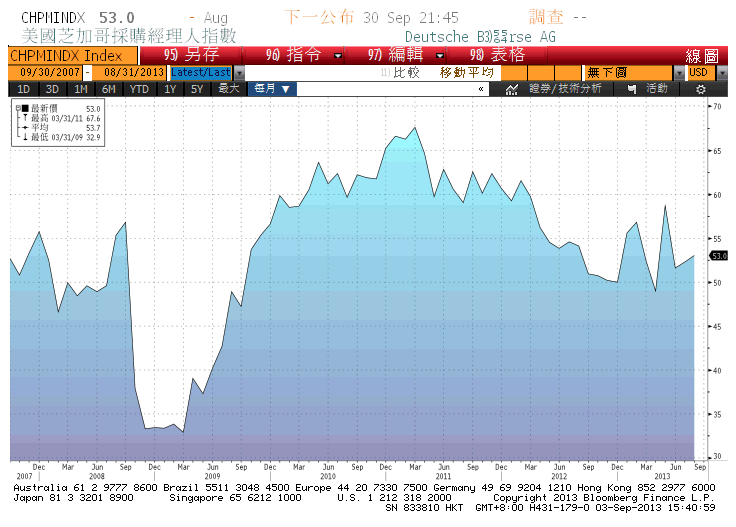 CHPMINDX 53.0 - Aug 下一公布 30 Sep 21:45 調查 --
美國芝加哥採購經理人指數 Deutsche Börse AG
CHPMINDX Index 95) 另存 96) 指令 97) 編輯 98) 表格 線圖
09/30/2007 - 08/31/2013 Latest/Last 11) 比較 移動平均 無下圖 USD
1D 3D 1M 6M YTD 1Y 5Y 最大 每月 ▼ « 證券/技術分析 活動
最新價 53.0
最高 03/31/11 67.6
平均 53.7
最低 03/31/09 32.9
70
65
60
55
53.0
50
45
40
35
30
Dec Mar Jun Sep Dec Mar Jun Sep Dec Mar Jun Sep Dec Mar Jun Sep Dec Mar Jun Sep Dec Mar Jun Sep
2007 2008 2009 2010 2011 2012 2013
Australia 61 2 9777 8600 Brazil 5511 3048 4500 Europe 44 20 7330 7500 Germany 49 69 9204 1210 Hong Kong 852 2977 6000
Japan 81 3 3201 8900 Singapore 65 6212 1000 U.S. 1 212 318 2000 Copyright 2013 Bloomberg Finance L.P.
SN 833810 HKT GMT+8:00 H431-179-0 03-Sep-2013 15:40:59